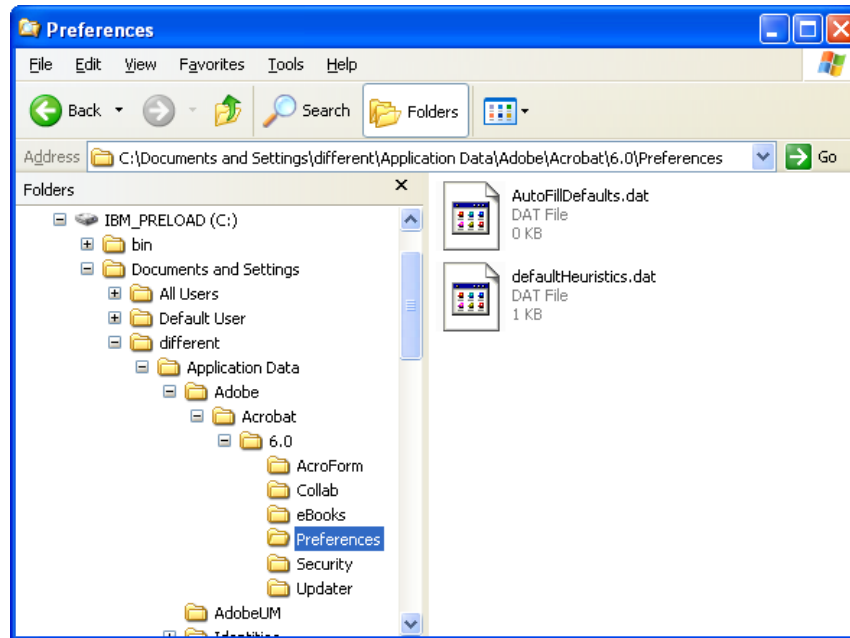 Preferences
File Edit View Favorites Tools Help
Back Search Folders
Address C:\Documents and Settings\different\Application Data\Adobe\Acrobat\6.0\Preferences Go
Folders
IBM_PRELOAD (C:)
bin
Documents and Settings
All Users
Default User
different
Application Data
Adobe
Acrobat
6.0
AcroForm
Collab
eBooks
Preferences
Security
Updater
AdobeUM
Identities
AutoFillDefaults.dat
DAT File
0 KB
defaultHeuristics.dat
DAT File
1 KB